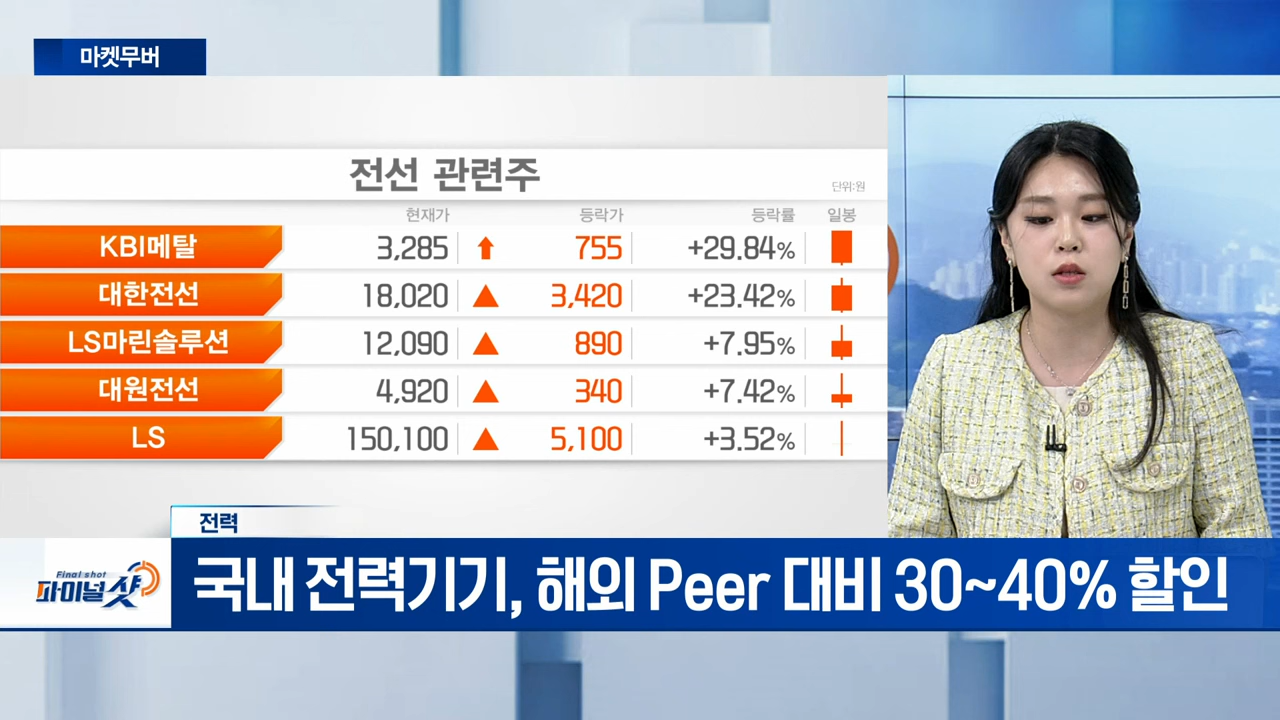 마켓무버
전선 관련주
단위:원
현재가 등락가 등락률 일봉
KBI메탈 3,285 755 +29.84%
대한전선 18,020 ▲ 3,420 +23.42%
LS마린솔루션 12,090 ▲ 890 +7.95%
대원전선 4,920 ▲ 340 +7.42%
LS 150,100 ▲ 5,100 +3.52%
전력
Final shot
파이널샷
국내 전력기기, 해외 Peer 대비 30~40% 할인